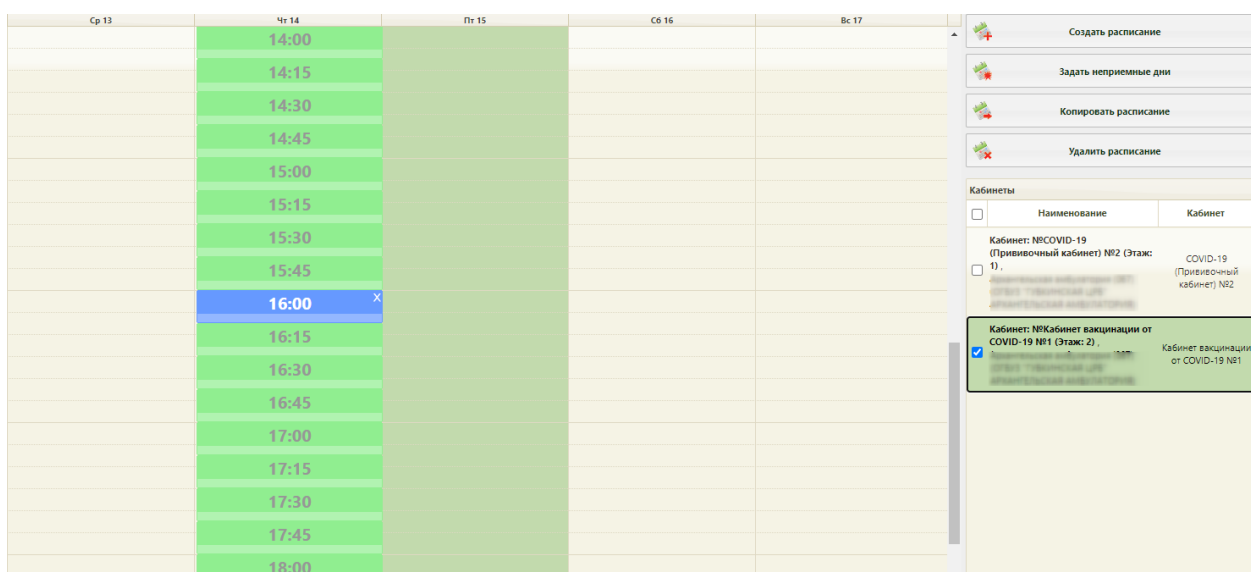 Ср 13
Чт 14
Пт 15
Сб 16
Вс 17
14:00
14:15
14:30
14:45
15:00
15:15
15:30
15:45
16:00 X
16:15
16:30
16:45
17:00
17:15
17:30
17:45
18:00
Создать расписание
Задать неприемные дни
Копировать расписание
Удалить расписание
Кабинеты
Наименование
Кабинет
Кабинет: №COVID-19
(Прививочный кабинет) №2 (Этаж:
1) ,
COVID-19
(Прививочный
кабинет) №2
Кабинет: №Кабинет вакцинации от
COVID-19 №1 (Этаж: 2) ,
Кабинет вакцинации
от COVID-19 №1